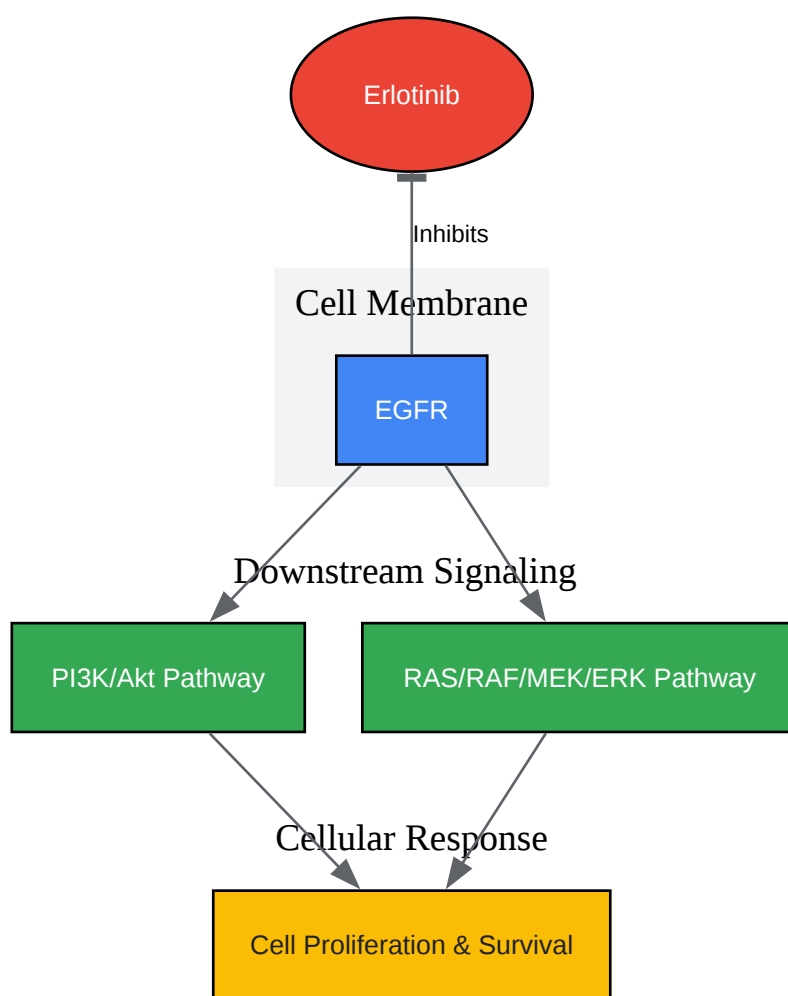 Erlotinib
Inhibits
Cell Membrane
EGFR
Downstream Signaling
PI3K/Akt Pathway
RAS/RAF/MEK/ERK Pathway
Cellular Response
Cell Proliferation & Survival